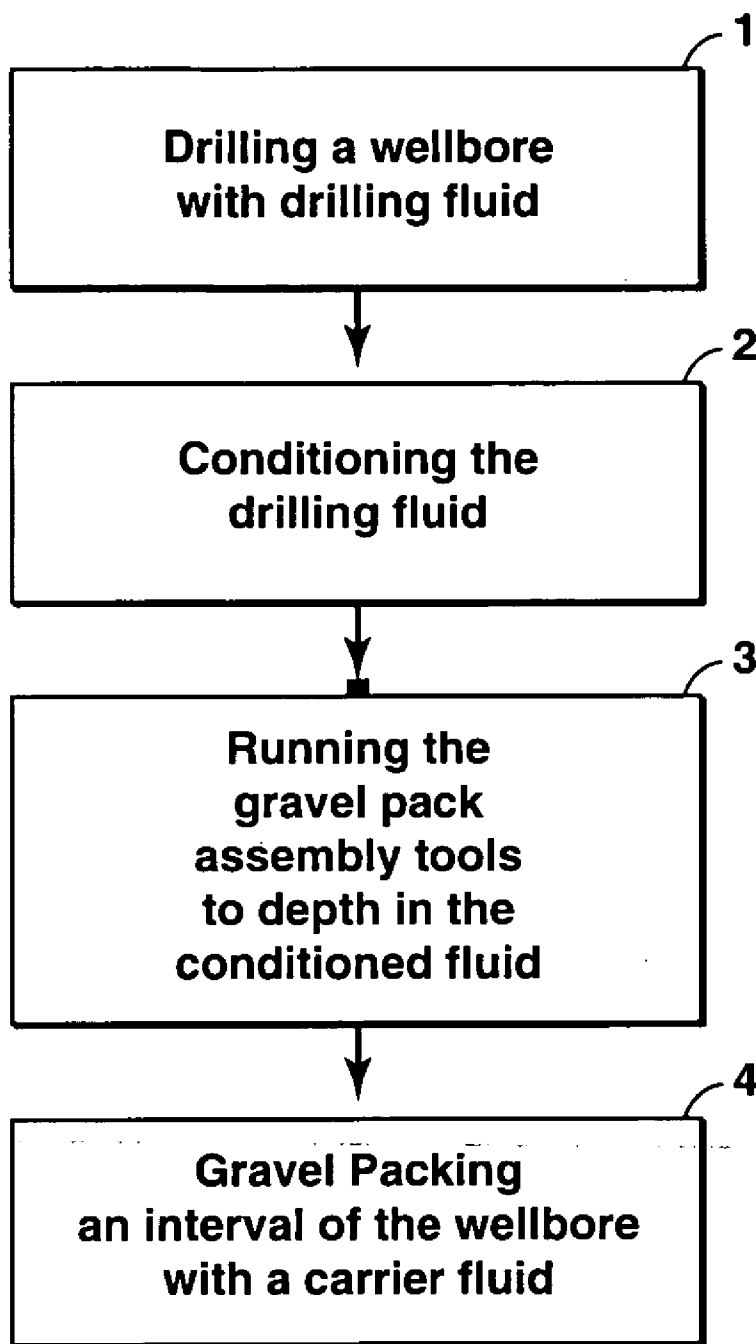 1
Drilling a wellbore
with drilling fluid
2
Conditioning the
drilling fluid
3
Running the
gravel pack
assembly tools
to depth in the
conditioned fluid
4
Gravel Packing
an interval of the wellbore
with a carrier fluid